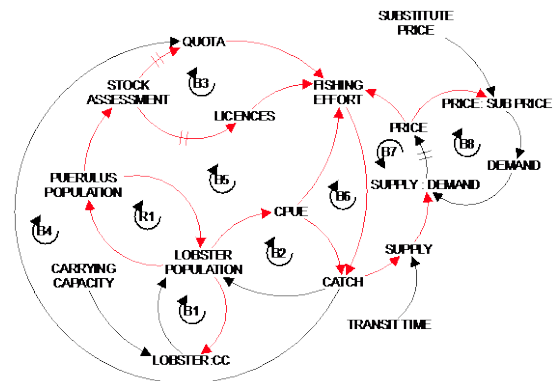 SUBSTITUTE
PRICE
QUOTA
B3
STOCK
ASSESSMENT
FISHING
EFFORT
LICENCES
PRICE: SUB PRICE
PRICE
B8
B7
DEMAND
B5
PUERULUS
POPULATION
SUPPLY : DEMAND
R1
CPUE
B6
B4
B2
LOBSTER
POPULATION
SUPPLY
CARRYING
CAPACITY
CATCH
B1
TRANSIT TIME
LOBSTER:CC